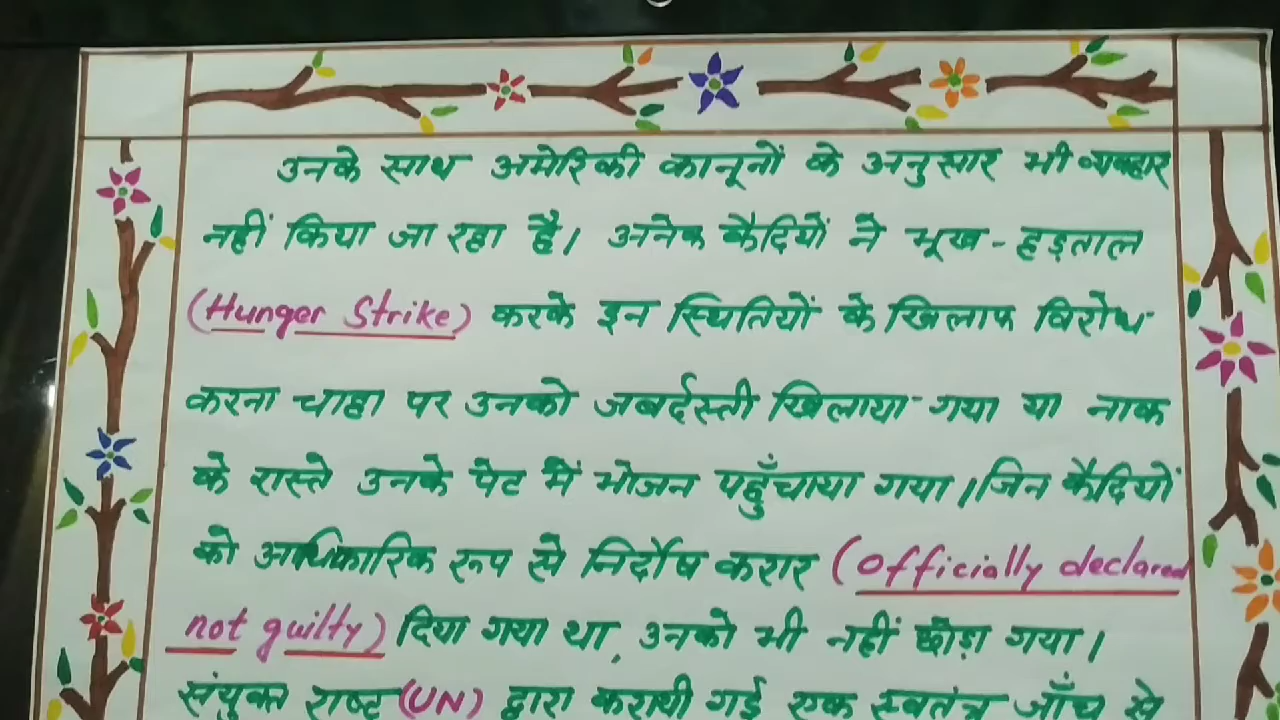 उनके साथ अमेरिकी कानूनों के अनुसार भी व्यवहार
नहीं किया जा रहा है। अनेक कैदियों ने भूख-हड़ताल
(Hunger Strike) करके इन स्थितियों के खिलाफ विरोध
करना चाहा पर उनको जबर्दस्ती खिलाया गया या नाक
के रास्ते उनके पेट में भोजन पहुँचाया गया। जिन कैदियों
को आधिकारिक रूप से निर्दोष करार (Officially declared
not guilty) दिया गया था, उनको भी नहीं छोड़ा गया।
संयुक्त राष्ट (UN) द्वारा करायी गई एक स्वतंत्र जाँच से